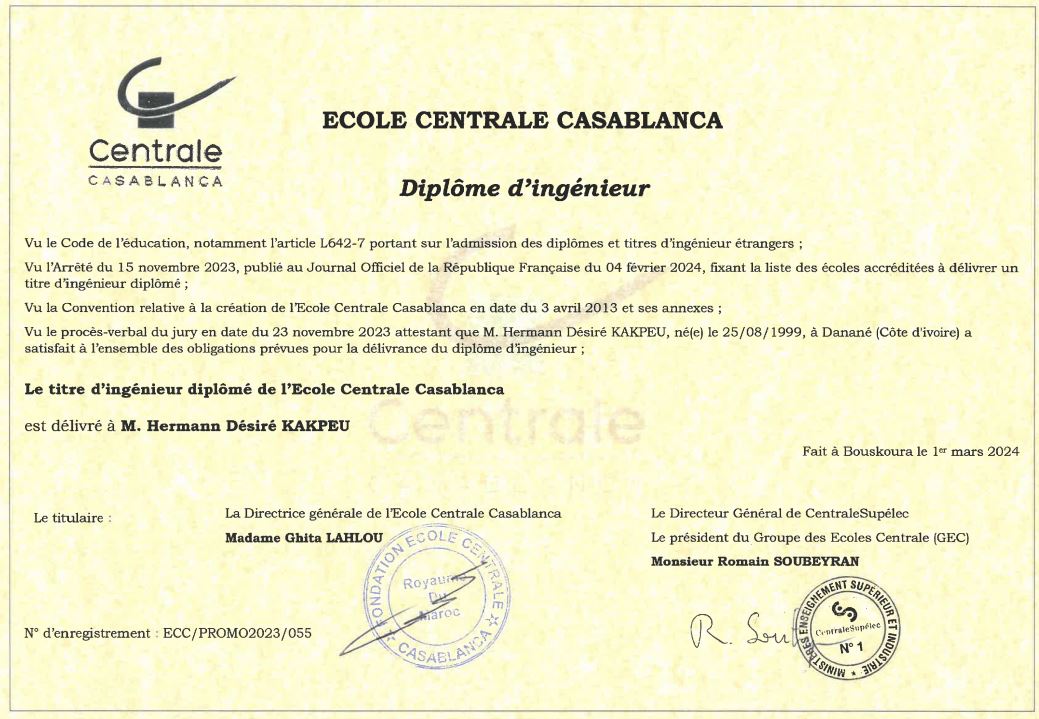 Centrale
CASABLANCA
ECOLE CENTRALE CASABLANCA
Diplôme d'ingénieur
Vu le Code de l'éducation, notamment l'article L642-7 portant sur l'admission des diplômes et titres d'ingénieur étrangers ;
Vu l'Arrêté du 15 novembre 2023, publié au Journal Officiel de la République Française du 04 février 2024, fixant la liste des écoles accréditées à délivrer un
titre d'ingénieur diplômé ;
Vu la Convention relative à la création de l'Ecole Centrale Casablanca en date du 3 avril 2013 et ses annexes ;
Vu le procès-verbal du jury en date du 23 novembre 2023 attestant que M. Hermann Désiré KAKPEU, né(e) le 25/08/1999, à Danané (Côte d'ivoire) a
satisfait à l'ensemble des obligations prévues pour la délivrance du diplôme d'ingénieur ;
Le titre d'ingénieur diplômé de l'Ecole Centrale Casablanca
est délivré à M. Hermann Désiré KAKPEU
Centrale
Fait à Bouskoura le 1er mars 2024
Le titulaire :
La Directrice générale de l'Ecole Centrale Casablanca
Madame Ghita LAHLOU
FONDATION ECOLE CENTRALE
CASABLANCA
Royaume
Du
Maroc
Le Directeur Général de CentraleSupélec
Le président du Groupe des Ecoles Centrale (GEC)
Monsieur Romain SOUBEYRAN
MINISTÈRES ENSEIGNEMENT SUPÉRIEUR ET INDUSTRIE
CentraleSupélec
N° 1
N° d'enregistrement : ECC/PROMO2023/055